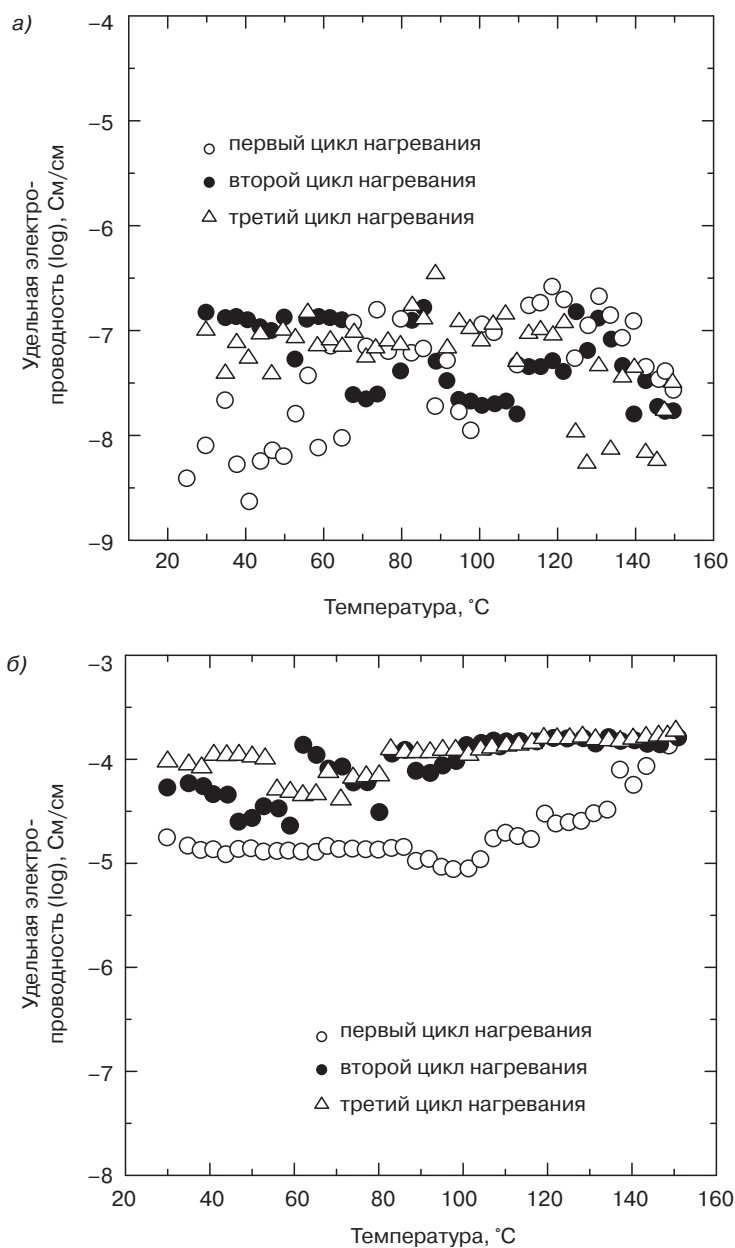 а)
−4
−5
−6
−7
−8
−9
Удельная электро-
проводность (log), См/см
первый цикл нагревания
второй цикл нагревания
третий цикл нагревания
20 40 60 80 100 120 140 160
Температура, °С
б)
−3
−4
−5
−6
−7
−8
Удельная электро-
проводность (log), См/см
первый цикл нагревания
второй цикл нагревания
третий цикл нагревания
20 40 60 80 100 120 140 160
Температура, °С